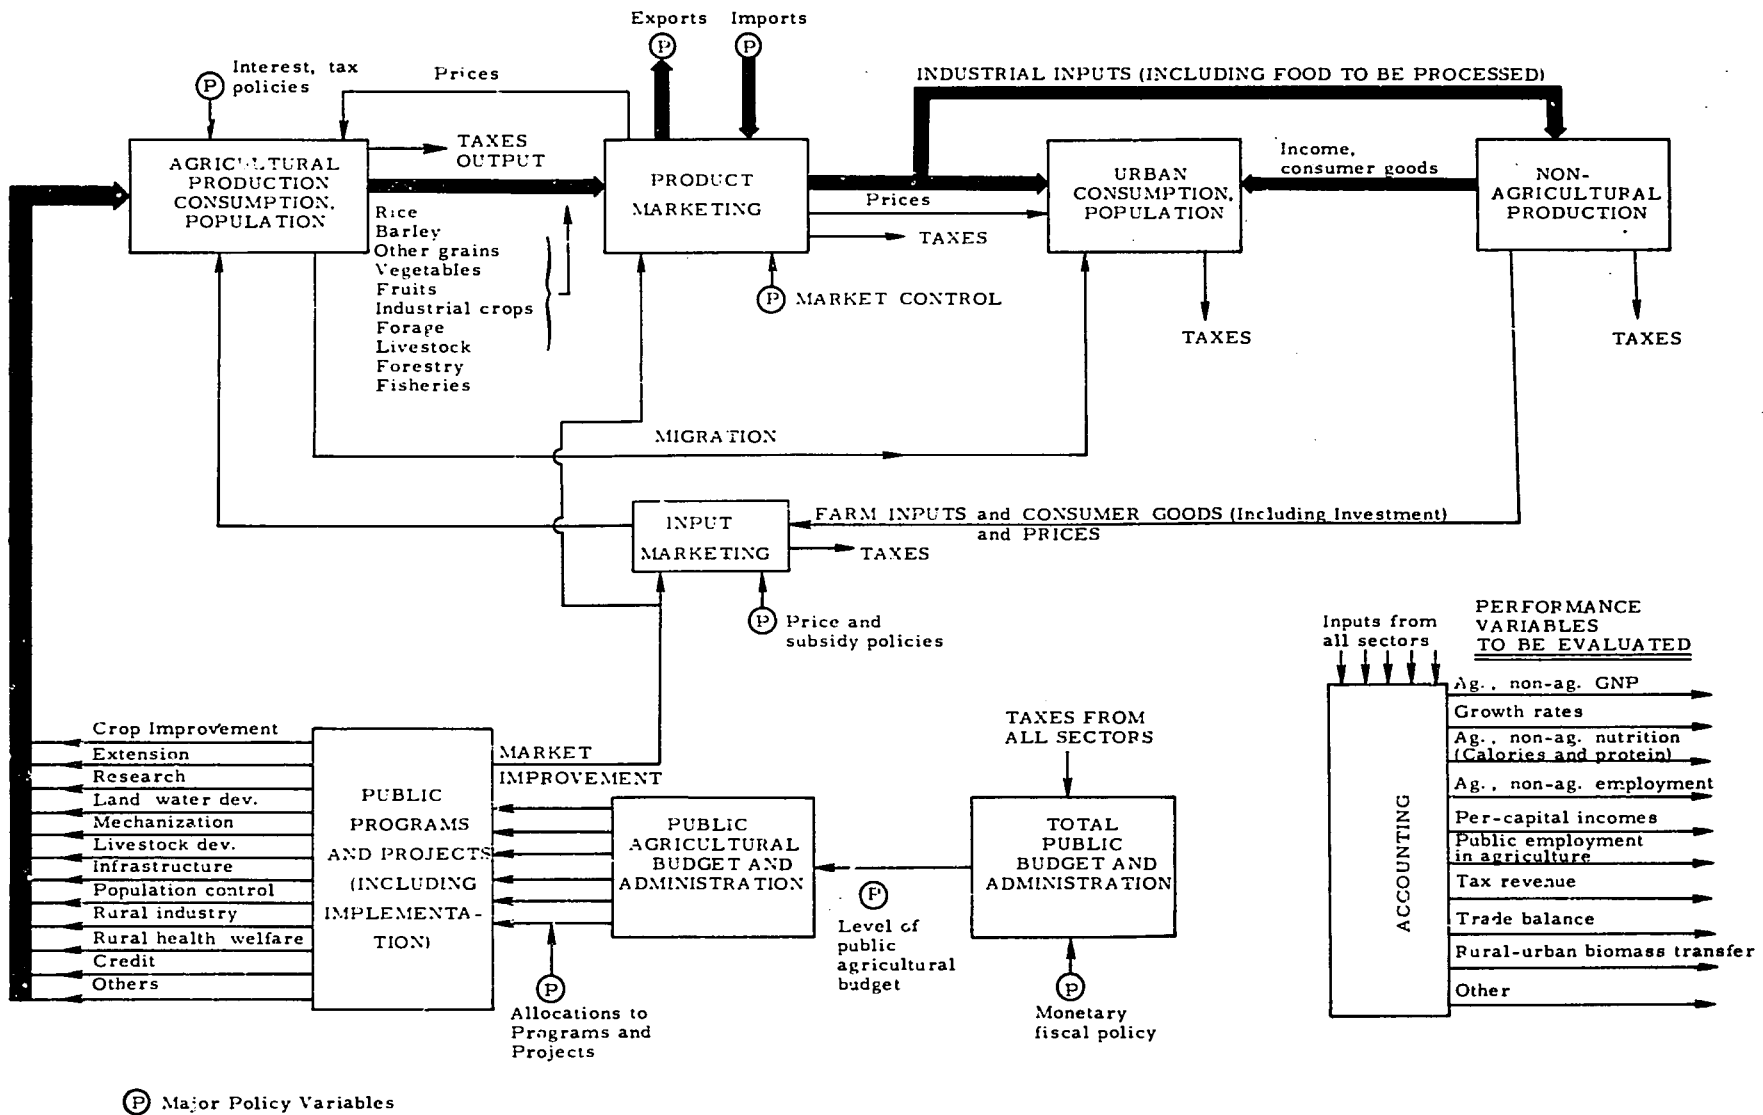 Exports Imports
P P
Interest, tax
policies
P
Prices
INDUSTRIAL INPUTS (INCLUDING FOOD TO BE PROCESSED)
AGRICULTURAL
PRODUCTION
CONSUMPTION,
POPULATION
TAXES
OUTPUT
Rice
Barley
Other grains
Vegetables
Fruits
Industrial crops
Forage
Livestock
Forestry
Fisheries
PRODUCT
MARKETING
Prices
TAXES
P MARKET CONTROL
URBAN
CONSUMPTION,
POPULATION
TAXES
Income,
consumer goods
NON-
AGRICULTURAL
PRODUCTION
TAXES
MIGRATION
INPUT
MARKETING
FARM INPUTS and CONSUMER GOODS (Including Investment)
and PRICES
TAXES
P Price and
subsidy policies
Crop Improvement
Extension
Research
Land water dev.
Mechanization
Livestock dev.
Infrastructure
Population control
Rural industry
Rural health welfare
Credit
Others
PUBLIC
PROGRAMS
AND PROJECTS
(INCLUDING
IMPLEMENTA-
TION)
MARKET
IMPROVEMENT
P
Allocations to
Programs and
Projects
PUBLIC
AGRICULTURAL
BUDGET AND
ADMINISTRATION
P
Level of
public
agricultural
budget
TAXES FROM
ALL SECTORS
TOTAL
PUBLIC
BUDGET AND
ADMINISTRATION
P
Monetary
fiscal policy
Inputs from
all sectors
ACCOUNTING
PERFORMANCE
VARIABLES
TO BE EVALUATED
Ag., non-ag. GNP
Growth rates
Ag., non-ag. nutrition
(Calories and protein)
Ag., non-ag. employment
Per-capital incomes
Public employment
in agriculture
Tax revenue
Trade balance
Rural-urban biomass transfer
Other
P Major Policy Variables